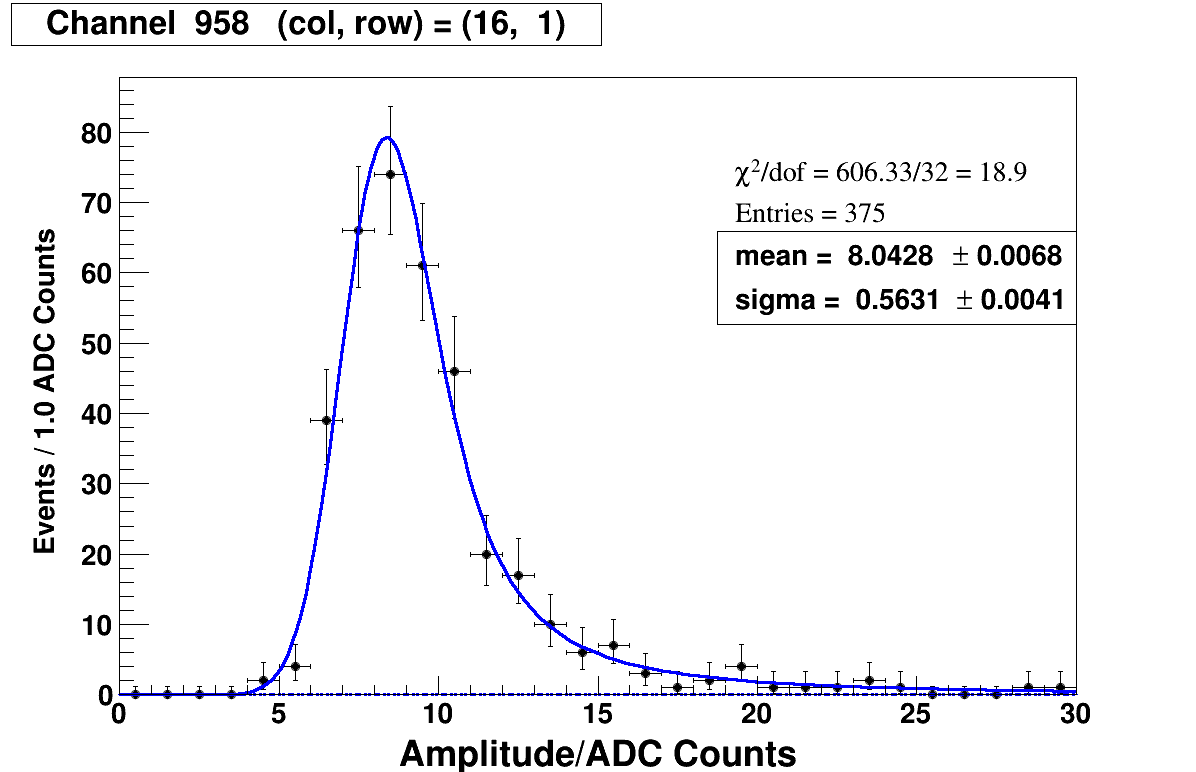 Channel 958 (col, row) = (16, 1)
χ²/dof = 606.33/32 = 18.9
Entries = 375
mean = 8.0428 ± 0.0068
sigma = 0.5631 ± 0.0041
Events / 1.0 ADC Counts
80
70
60
50
40
30
20
10
0
0 5 10 15 20 25 30
Amplitude/ADC Counts